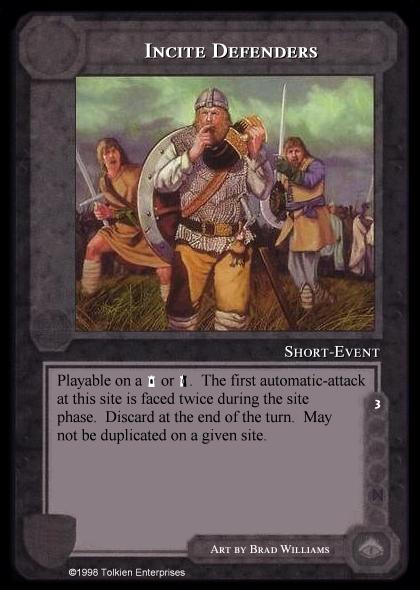 Incite Defenders
Short-Event
Playable on a or . The first automatic-attack
at this site is faced twice during the site
phase. Discard at the end of the turn. May
not be duplicated on a given site.
3
N
Art by Brad Williams
©1998 Tolkien Enterprises